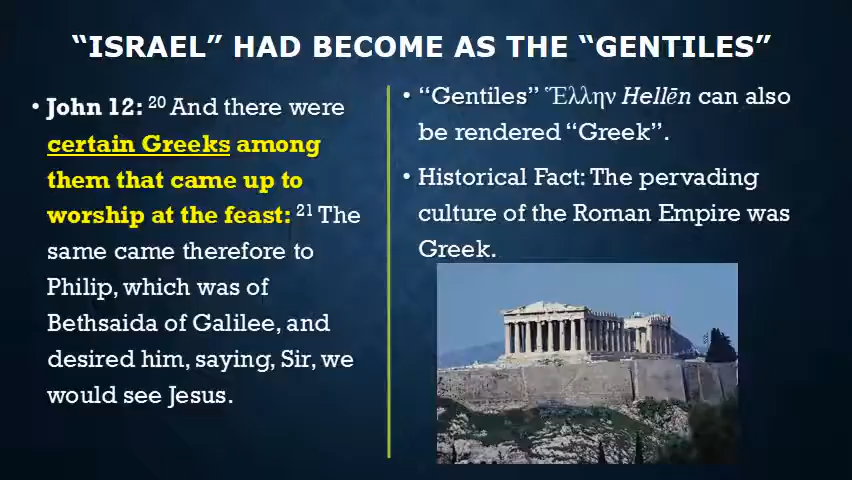 “ISRAEL” HAD BECOME AS THE “GENTILES”
• John 12: 20 And there were
certain Greeks among
them that came up to
worship at the feast: 21 The
same came therefore to
Philip, which was of
Bethsaida of Galilee, and
desired him, saying, Sir, we
would see Jesus.
• “Gentiles” Ἕλλην Hellēn can also
be rendered “Greek”.
• Historical Fact: The pervading
culture of the Roman Empire was
Greek.